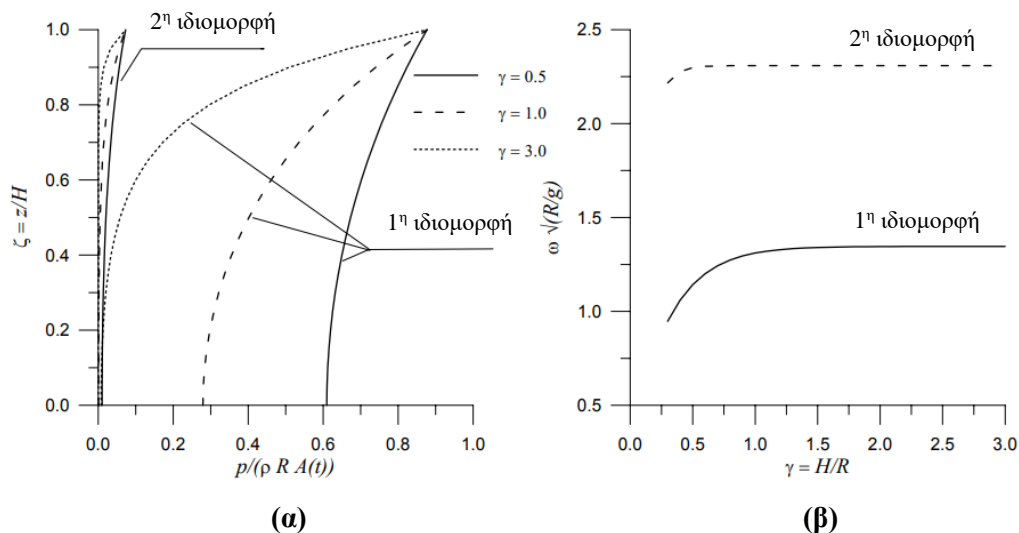 2η ιδιομορφή
γ = 0.5
γ = 1.0
γ = 3.0
1η ιδιομορφή
1.0
0.8
0.6
0.4
0.2
0.0
ζ = z/H
0.0 0.2 0.4 0.6 0.8 1.0
p/(ρ R A(t))
(α)
2η ιδιομορφή
1η ιδιομορφή
2.5
2.0
1.5
1.0
0.5
ω √(R/g)
0.0 0.5 1.0 1.5 2.0 2.5 3.0
γ = H/R
(β)